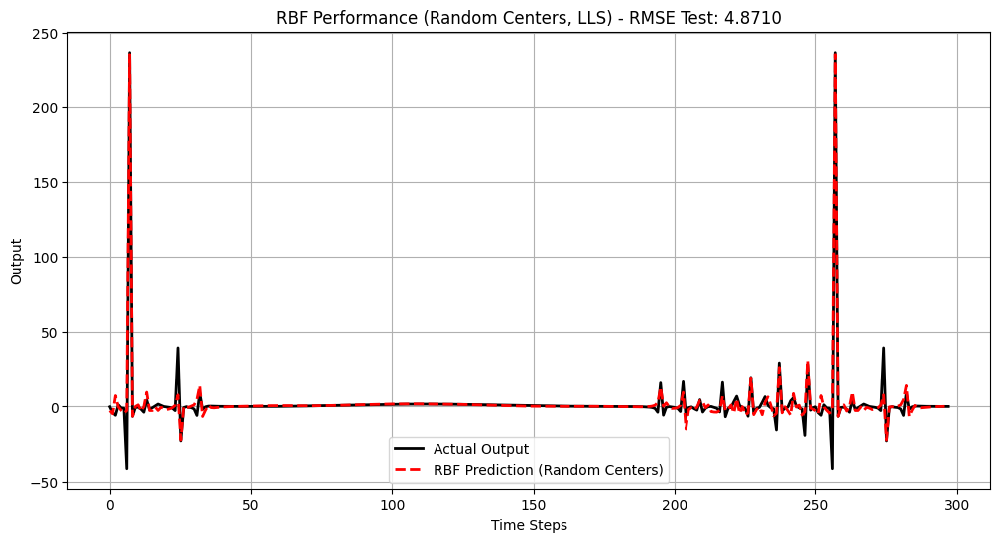 RBF Performance (Random Centers, LLS) - RMSE Test: 4.8710
250
200
150
100
50
0
−50
Output
Actual Output
RBF Prediction (Random Centers)
0 50 100 150 200 250 300
Time Steps